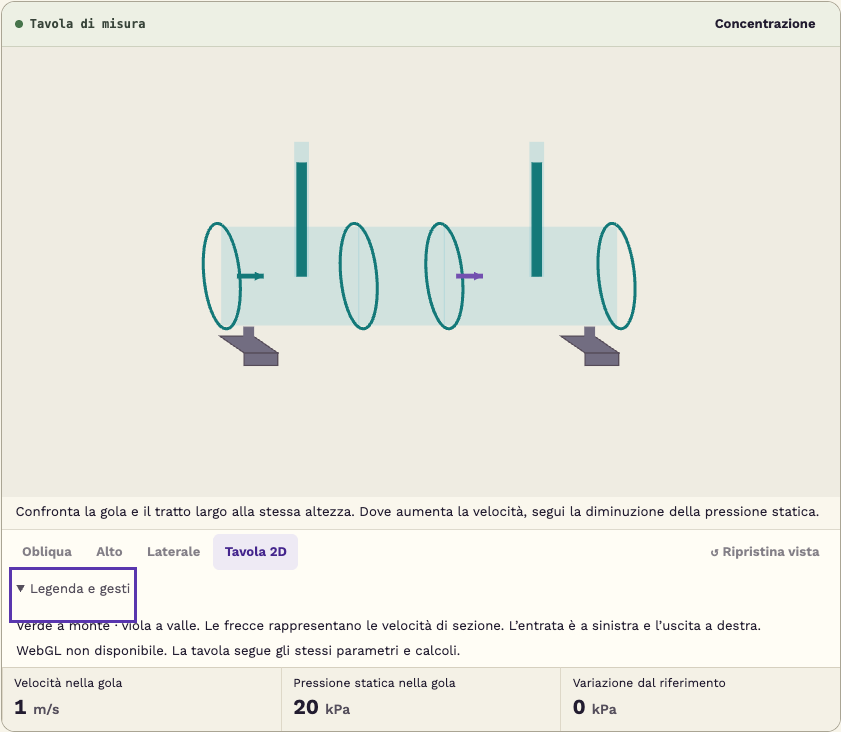 Tavola di misura
Concentrazione
Confronta la gola e il tratto largo alla stessa altezza. Dove aumenta la velocità, segui la diminuzione della pressione statica.
Obliqua Alto Laterale Tavola 2D ↺ Ripristina vista
▼ Legenda e gesti
Verde a monte · viola a valle. Le frecce rappresentano le velocità di sezione. L’entrata è a sinistra e l’uscita a destra.
WebGL non disponibile. La tavola segue gli stessi parametri e calcoli.
Velocità nella gola
1 m/s
Pressione statica nella gola
20 kPa
Variazione dal riferimento
0 kPa